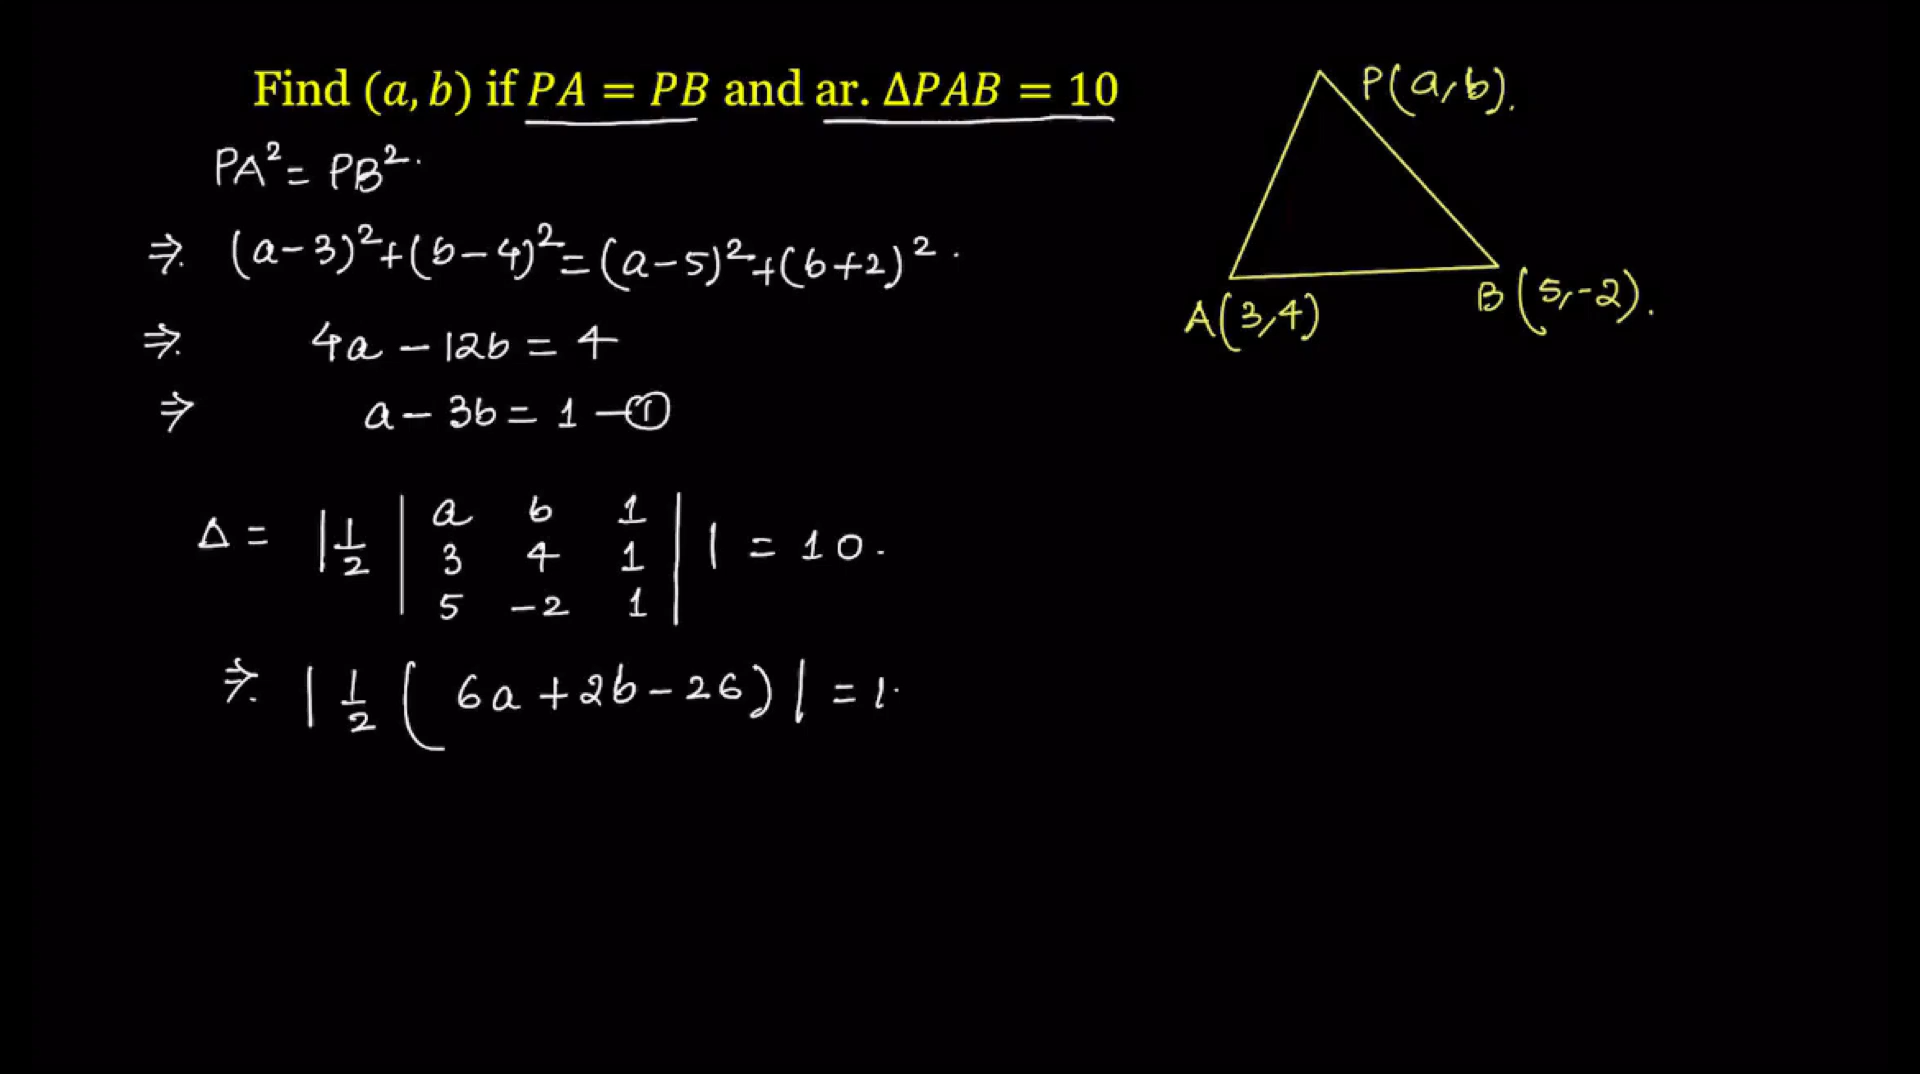 Find (a, b) if PA = PB and ar. ΔPAB = 10
P(a,b).
PA² = PB².
⇒. (a-3)²+(b-4)²=(a-5)²+(b+2)².
A(3,4)
B(5,-2).
⇒. 4a - 12b = 4
⇒ a - 3b = 1 -①
Δ = |1/2 | a b 1
3 4 1
5 -2 1 | | = 10.
⇒. | 1/2 ( 6a + 2b - 26) | = 1.